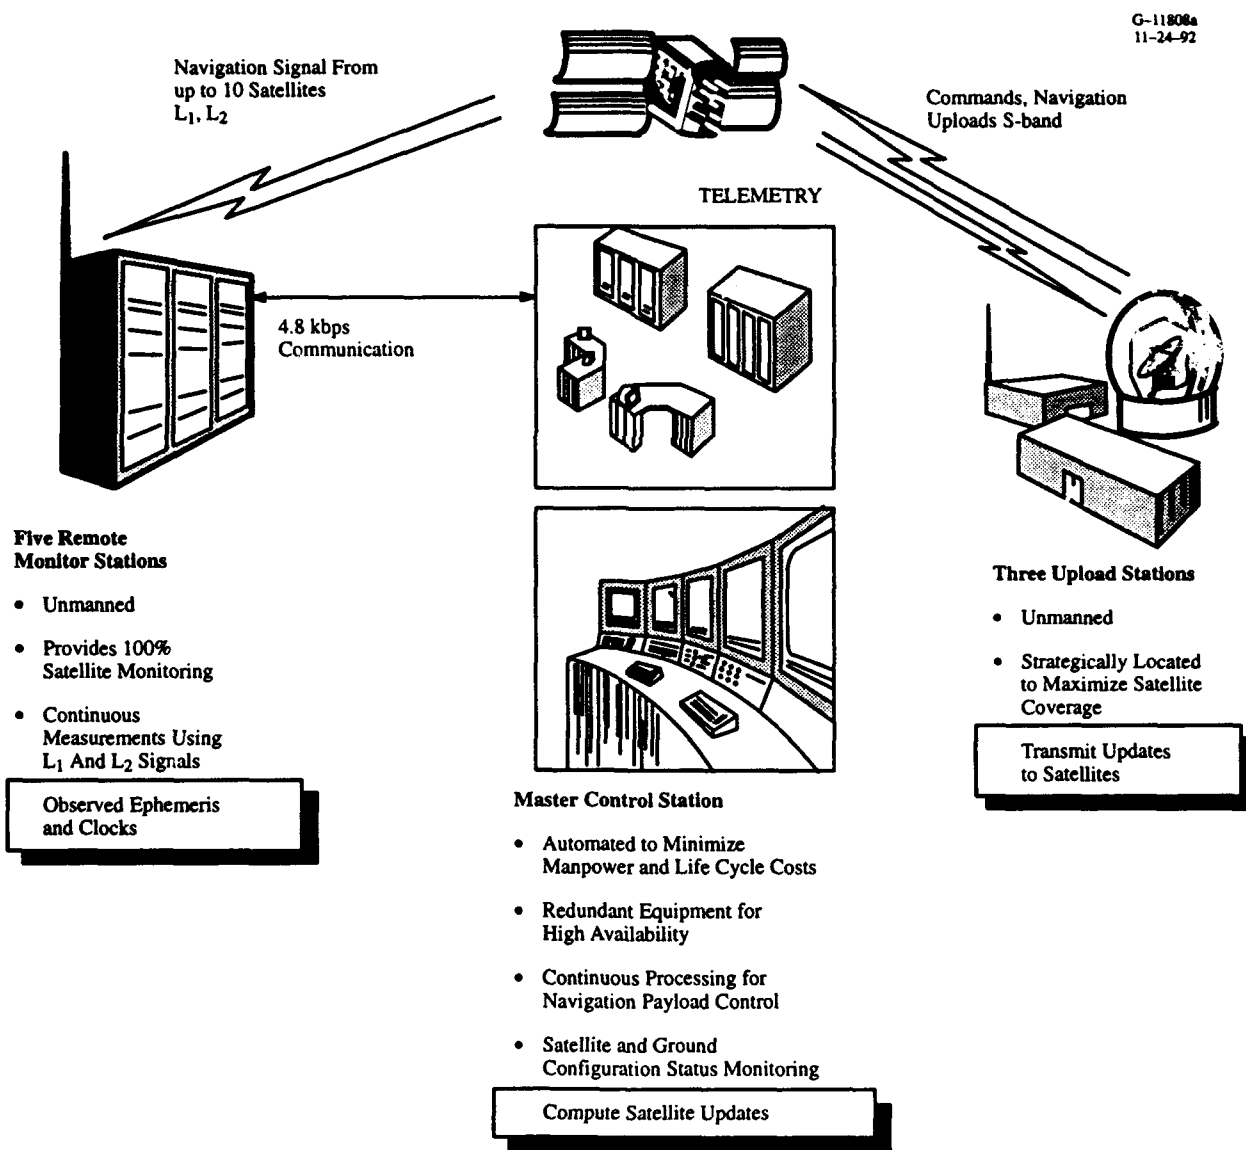 G-11808a
11-24-92
Navigation Signal From
up to 10 Satellites
L₁, L₂
Commands, Navigation
Uploads S-band
TELEMETRY
4.8 kbps
Communication
Five Remote
Monitor Stations
• Unmanned
• Provides 100%
Satellite Monitoring
• Continuous
Measurements Using
L₁ And L₂ Signals
Observed Ephemeris
and Clocks
Master Control Station
• Automated to Minimize
Manpower and Life Cycle Costs
• Redundant Equipment for
High Availability
• Continuous Processing for
Navigation Payload Control
• Satellite and Ground
Configuration Status Monitoring
Compute Satellite Updates
Three Upload Stations
• Unmanned
• Strategically Located
to Maximize Satellite
Coverage
Transmit Updates
to Satellites